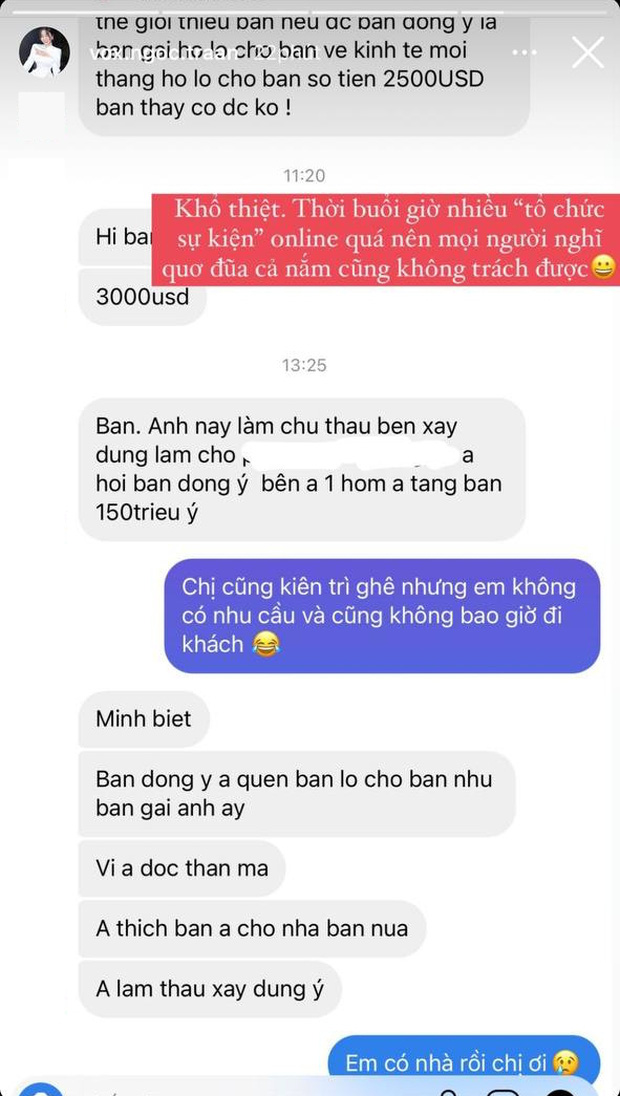 the gioi thieu ban neu dc ban dong y la
ban gai ho lo cho ban ve kinh te moi
thang ho lo cho ban so tien 2500USD
ban thay co dc ko !
11:20
Khổ thiệt. Thời buổi giờ nhiều “tổ chức
Hi ban
sự kiện” online quá nên mọi người nghĩ
quơ đũa cả nắm cũng không trách được😀
3000usd
13:25
Ban. Anh nay làm chu thau ben xay
dung lam cho a
hoi ban dong ý bên a 1 hom a tang ban
150trieu ý
Chị cũng kiên trì ghê nhưng em không
có nhu cầu và cũng không bao giờ đi
khách 😂
Minh biet
Ban dong y a quen ban lo cho ban nhu
ban gai anh ay
Vi a doc than ma
A thich ban a cho nha ban nua
A lam thau xay dung ý
Em có nhà rồi chị ơi 😢